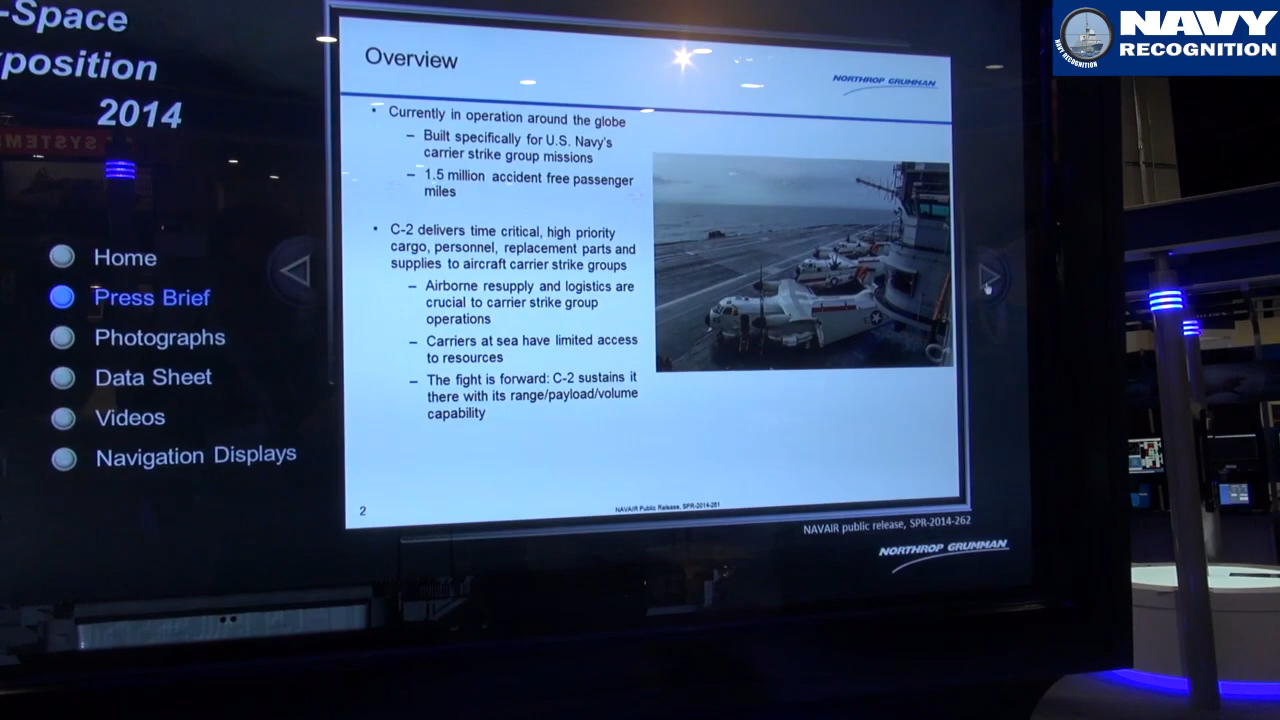 -Space
position
2014
SYSTEMS
Home
Press Brief
Photographs
Data Sheet
Videos
Navigation Displays
Overview
NORTHROP GRUMMAN
• Currently in operation around the globe
– Built specifically for U.S. Navy's
carrier strike group missions
– 1.5 million accident free passenger
miles
• C-2 delivers time critical, high priority
cargo, personnel, replacement parts and
supplies to aircraft carrier strike groups
– Airborne resupply and logistics are
crucial to carrier strike group
operations
– Carriers at sea have limited access
to resources
– The fight is forward: C-2 sustains it
there with its range/payload/volume
capability
2
NAVAIR Public Release, SPR-2014-261
NAVAIR public release, SPR-2014-262
NORTHROP GRUMMAN
NAVY
RECOGNITION
NAVY RECOGNITION